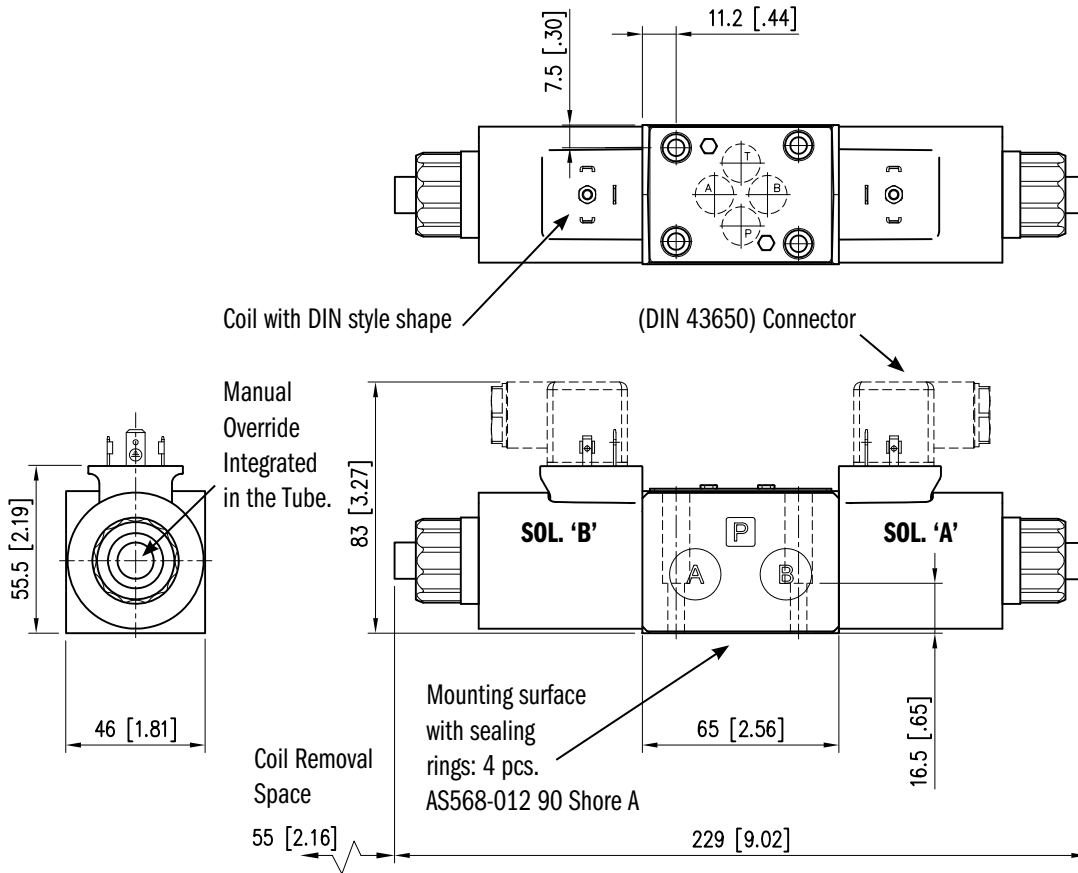 11.2 [.44]
7.5 [.30]
T
A
B
P
Coil with DIN style shape
(DIN 43650) Connector
Manual
Override
Integrated
in the Tube.
83 [3.27]
55.5 [2.19]
SOL. ‘B’
P
SOL. ‘A’
A
B
46 [1.81]
Mounting surface
with sealing
rings: 4 pcs.
AS568-012 90 Shore A
65 [2.56]
16.5 [.65]
Coil Removal
Space
55 [2.16]
229 [9.02]